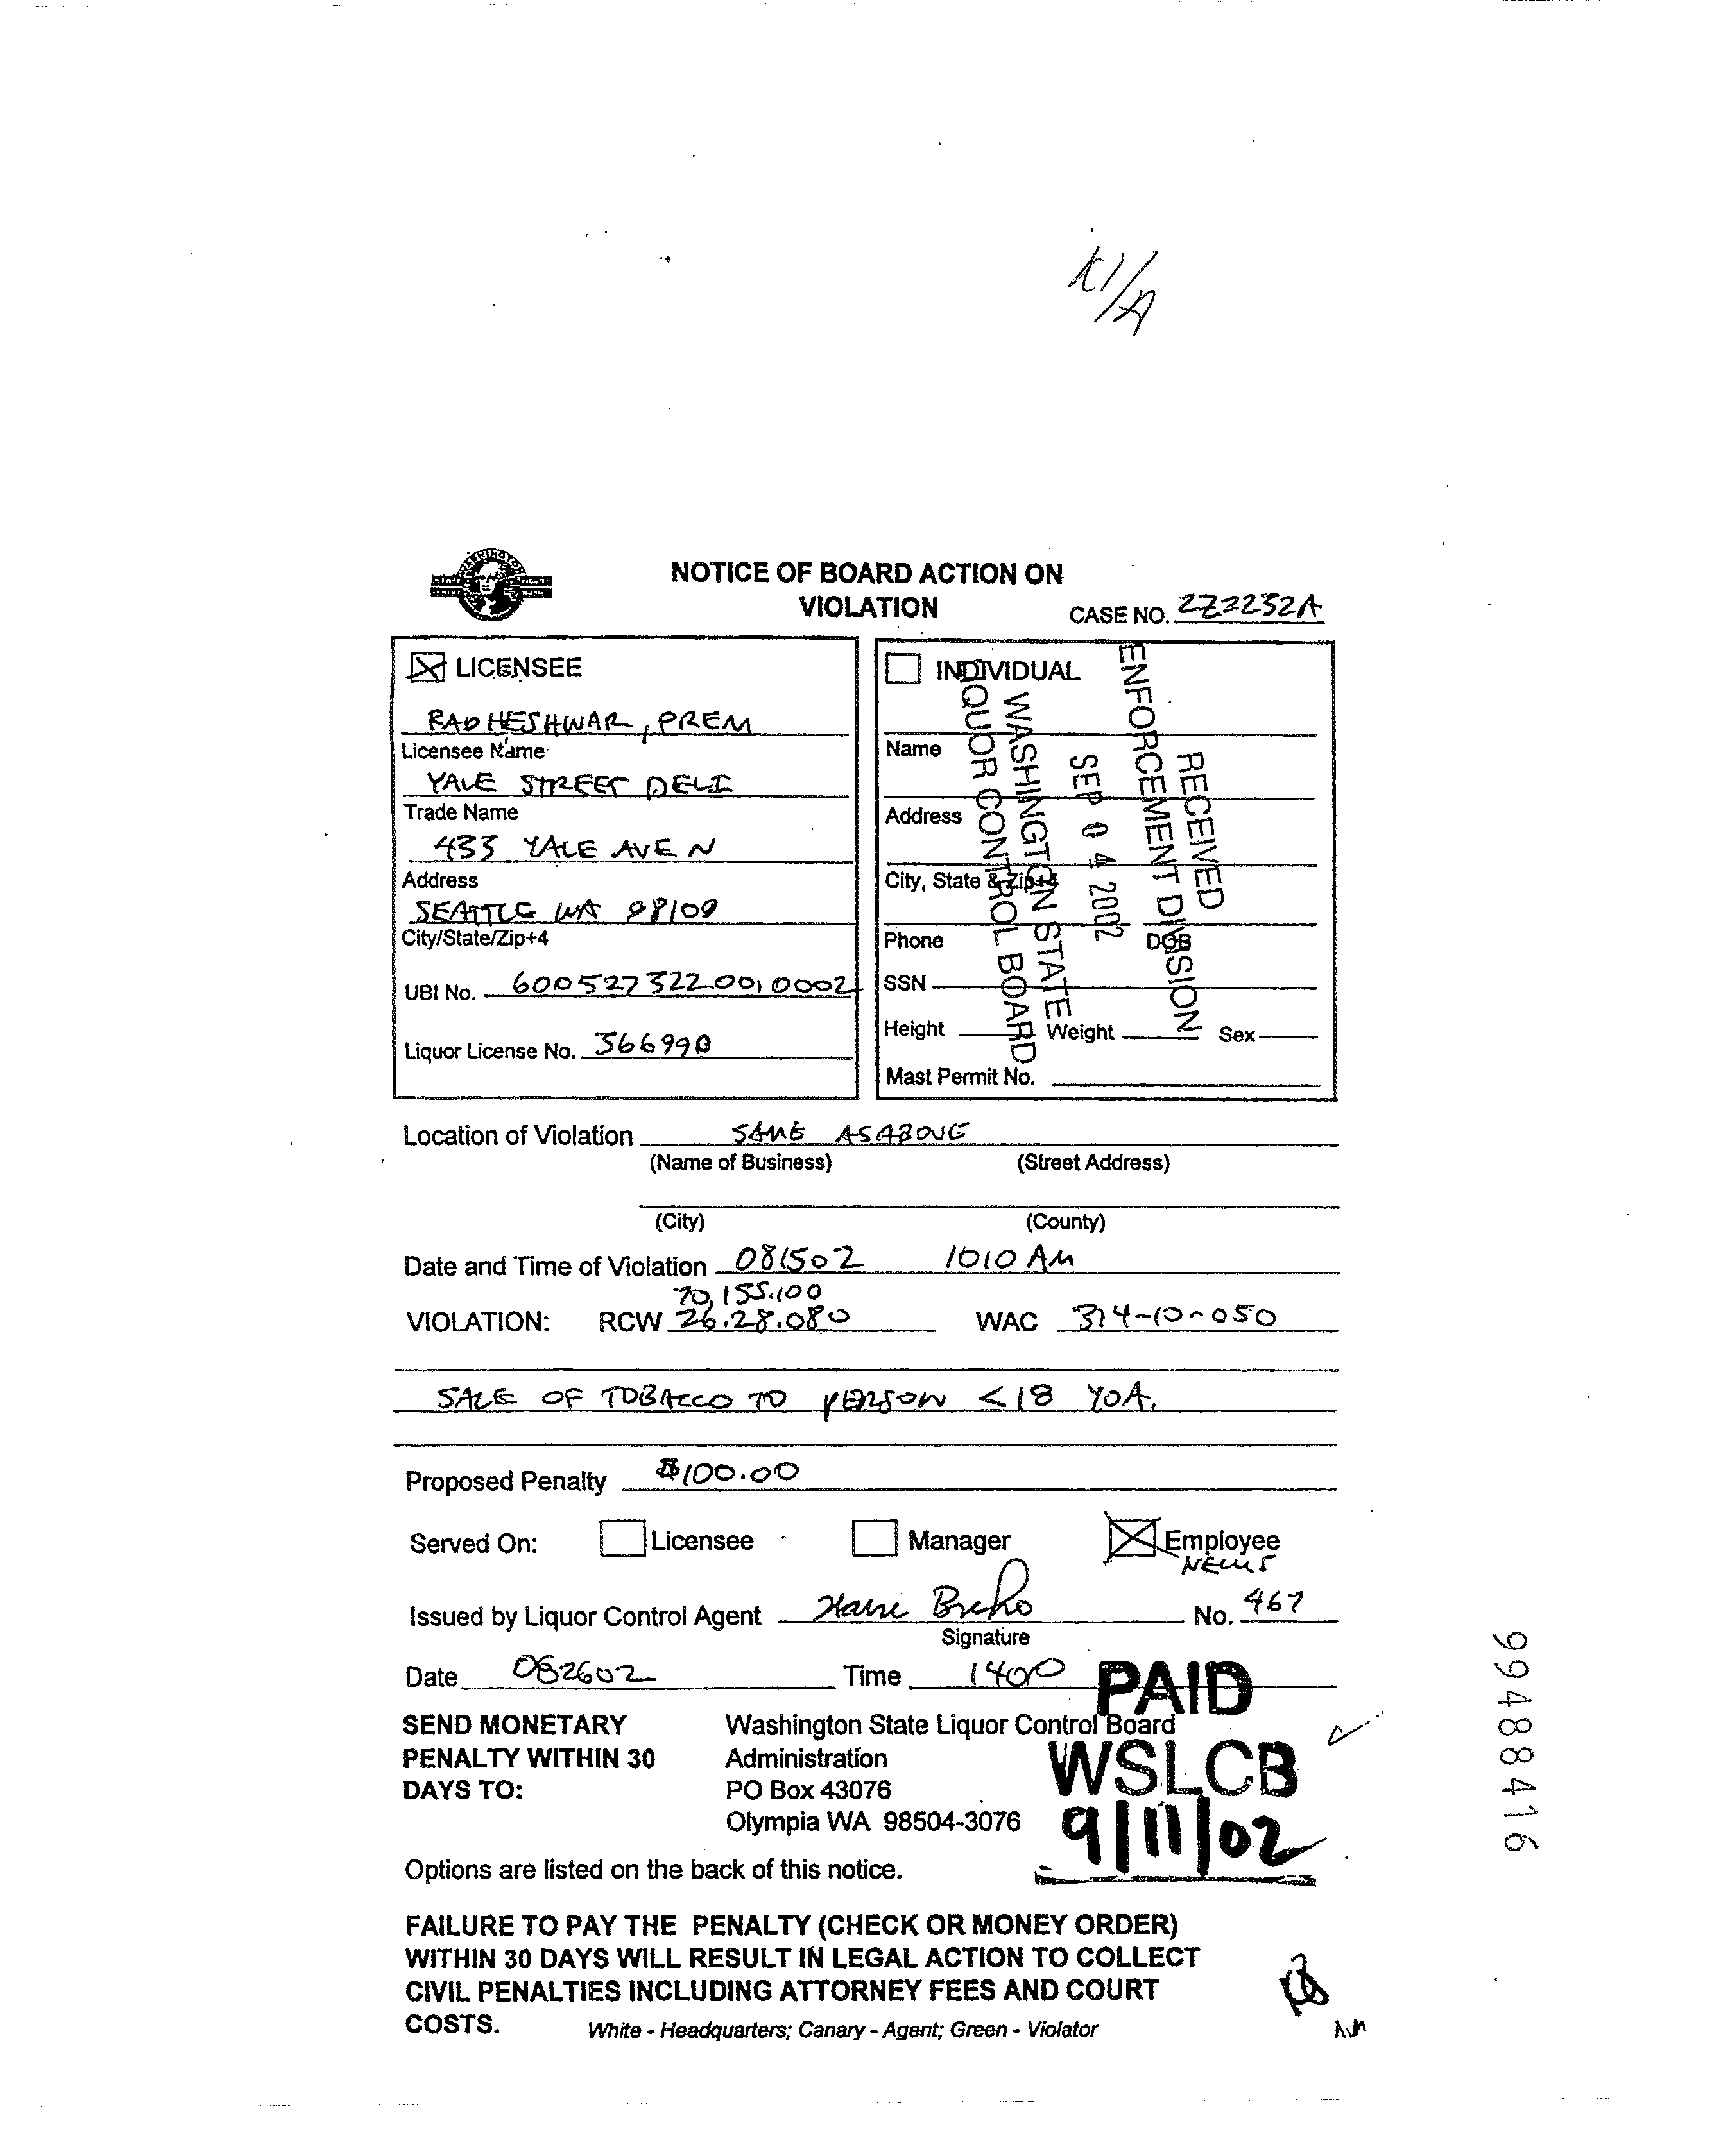 NOTICE OF BOARD ACTION ON
VIOLATION
CASE NO. 2Z2252A
LICENSEE
RADHESHWAR, PREM
Licensee Name
YALE STREET DELI
Trade Name
433 YALE AVE N
Address
SEATTLE WA 98109
City/State/Zip+4
UBI No. 600527322 001 0002
Liquor License No. 366990
INDIVIDUAL
Name
Address
City, State & Zip+4
Phone DOB
SSN
Height Weight Sex
Mast Permit No.
RECEIVED
ENFORCEMENT DIVISION
SEP 04 2002
WASHINGTON STATE
LIQUOR CONTROL BOARD
Location of Violation SAME AS ABOVE
(Name of Business) (Street Address)
(City) (County)
Date and Time of Violation 081502 1010 AM
70.155.100
VIOLATION: RCW 26.28.080 WAC 314-10-050
SALE OF TOBACCO TO PERSON <18 YOA.
Proposed Penalty $100.00
Served On: Licensee Manager Employee
Issued by Liquor Control Agent No. 467
Signature
Date 082602 Time 1400
SEND MONETARY
PENALTY WITHIN 30
DAYS TO:
Washington State Liquor Control Board
Administration
PO Box 43076
Olympia WA 98504-3076
PAID
WSLCB
9/11/02
Options are listed on the back of this notice.
FAILURE TO PAY THE PENALTY (CHECK OR MONEY ORDER)
WITHIN 30 DAYS WILL RESULT IN LEGAL ACTION TO COLLECT
CIVIL PENALTIES INCLUDING ATTORNEY FEES AND COURT
COSTS.
White - Headquarters; Canary - Agent; Green - Violator
99488416